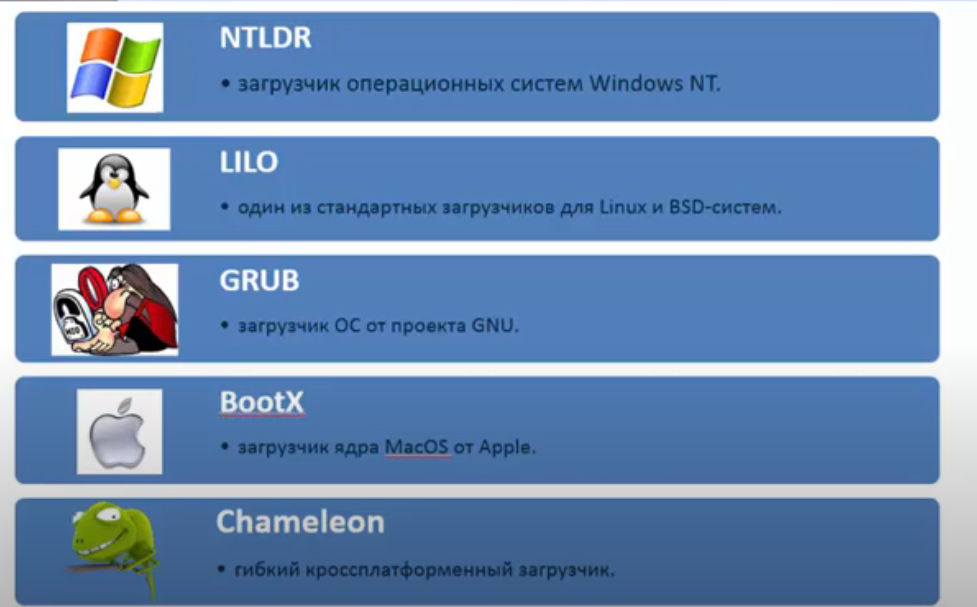 NTLDR
• загрузчик операционных систем Windows NT.
LILO
• один из стандартных загрузчиков для Linux и BSD-систем.
GRUB
• загрузчик ОС от проекта GNU.
BootX
• загрузчик ядра MacOS от Apple.
Chameleon
• гибкий кроссплатформенный загрузчик.